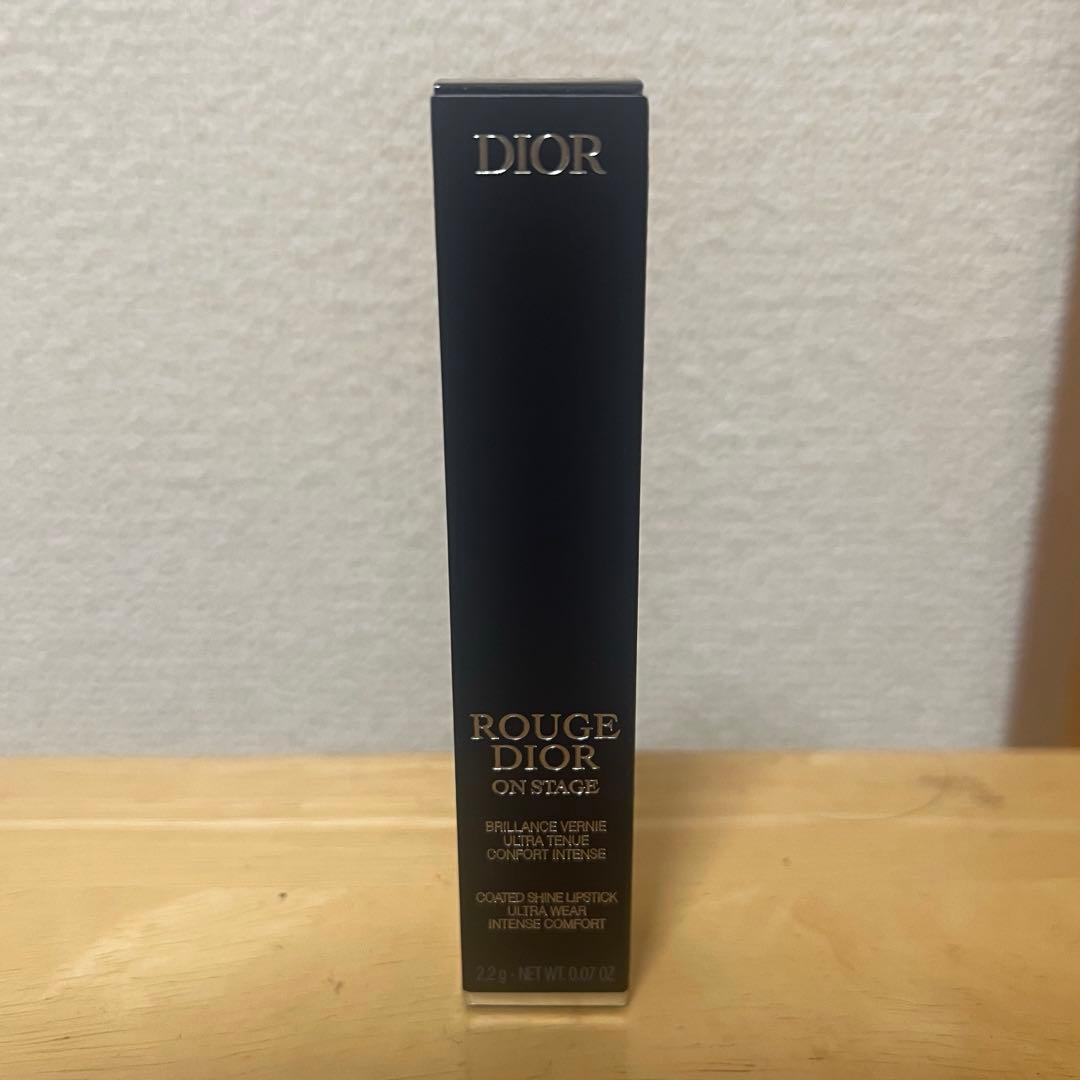 DIOR
ROUGE
DIOR
ON STAGE
BRILLANCE VERNIE
ULTRA TENUE
CONFORT INTENSE
COATED SHINE LIPSTICK
ULTRA WEAR
INTENSE COMFORT
2.2 g - NET WT. 0.07 OZ